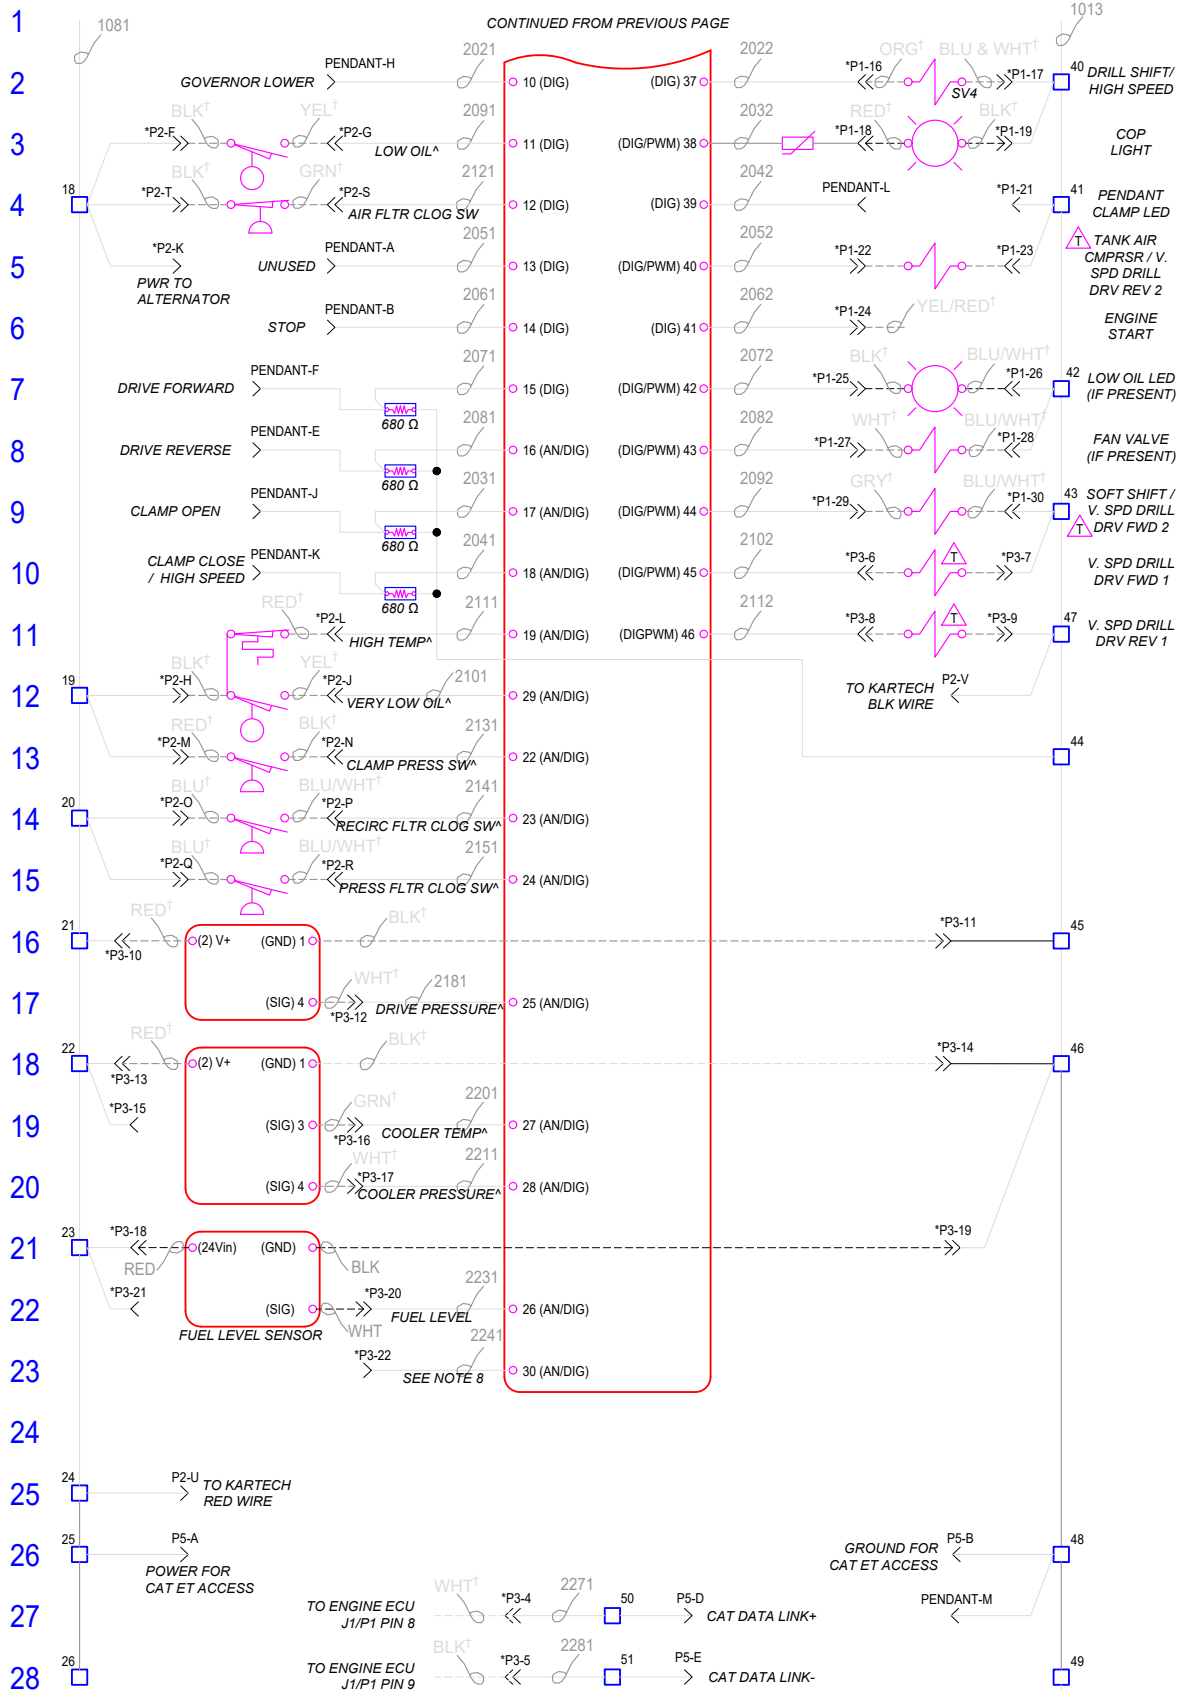 1
1081
CONTINUED FROM PREVIOUS PAGE
1013
2
GOVERNOR LOWER
PENDANT-H
2021
10 (DIG)
(DIG) 37
2022
*P1-16
ORG†
SV4
BLU & WHT†
*P1-17
40
DRILL SHIFT/
HIGH SPEED
3
*P2-F
BLK†
YEL†
*P2-G
LOW OIL^
2091
11 (DIG)
(DIG/PWM) 38
2032
*P1-18
RED†
BLK†
*P1-19
COP
LIGHT
4
18
*P2-T
BLK†
GRN†
*P2-S
AIR FLTR CLOG SW
2121
12 (DIG)
(DIG) 39
2042
PENDANT-L
*P1-21
41
PENDANT
CLAMP LED
5
*P2-K
PWR TO
ALTERNATOR
UNUSED
PENDANT-A
2051
13 (DIG)
(DIG/PWM) 40
2052
*P1-22
*P1-23
T
TANK AIR
CMPRSR / V.
SPD DRILL
DRV REV 2
6
STOP
PENDANT-B
2061
14 (DIG)
(DIG) 41
2062
*P1-24
YEL/RED†
ENGINE
START
7
DRIVE FORWARD
PENDANT-F
680 Ω
2071
15 (DIG)
(DIG/PWM) 42
2072
*P1-25
BLK†
BLU/WHT†
*P1-26
42
LOW OIL LED
(IF PRESENT)
8
DRIVE REVERSE
PENDANT-E
680 Ω
2081
16 (AN/DIG)
(DIG/PWM) 43
2082
*P1-27
WHT†
BLU/WHT†
*P1-28
FAN VALVE
(IF PRESENT)
9
CLAMP OPEN
PENDANT-J
680 Ω
2031
17 (AN/DIG)
(DIG/PWM) 44
2092
*P1-29
GRY†
BLU/WHT†
*P1-30
43
SOFT SHIFT /
V. SPD DRILL
DRV FWD 2
T
10
CLAMP CLOSE
/ HIGH SPEED
PENDANT-K
680 Ω
2041
18 (AN/DIG)
(DIG/PWM) 45
2102
*P3-6
T
*P3-7
V. SPD DRILL
DRV FWD 1
11
RED†
*P2-L
HIGH TEMP^
2111
19 (AN/DIG)
(DIGPWM) 46
2112
*P3-8
T
*P3-9
47
V. SPD DRILL
DRV REV 1
12
19
*P2-H
BLK†
YEL†
*P2-J
VERY LOW OIL^
2101
29 (AN/DIG)
TO KARTECH
BLK WIRE
P2-V
13
*P2-M
RED†
BLK†
*P2-N
CLAMP PRESS SW^
2131
22 (AN/DIG)
44
14
20
*P2-O
BLU†
BLU/WHT†
*P2-P
RECIRC FLTR CLOG SW^
2141
23 (AN/DIG)
15
*P2-Q
BLU†
BLU/WHT†
*P2-R
PRESS FLTR CLOG SW^
2151
24 (AN/DIG)
16
21
*P3-10
RED†
(2) V+
(GND) 1
BLK†
*P3-11
45
17
(SIG) 4
WHT†
*P3-12
2181
DRIVE PRESSURE^
25 (AN/DIG)
18
22
*P3-13
RED†
(2) V+
(GND) 1
BLK†
*P3-14
46
19
*P3-15
(SIG) 3
GRN†
*P3-16
COOLER TEMP^
2201
27 (AN/DIG)
20
(SIG) 4
WHT†
*P3-17
COOLER PRESSURE^
2211
28 (AN/DIG)
21
23
*P3-18
RED
(24Vin)
(GND)
BLK
*P3-19
22
*P3-21
(SIG)
WHT
*P3-20
FUEL LEVEL
2231
26 (AN/DIG)
FUEL LEVEL SENSOR
23
*P3-22
SEE NOTE 8
2241
30 (AN/DIG)
24
25
24
P2-U
TO KARTECH
RED WIRE
26
25
P5-A
POWER FOR
CAT ET ACCESS
GROUND FOR
CAT ET ACCESS
P5-B
48
27
TO ENGINE ECU
J1/P1 PIN 8
WHT†
*P3-4
2271
50
P5-D
CAT DATA LINK+
PENDANT-M
28
26
TO ENGINE ECU
J1/P1 PIN 9
BLK†
*P3-5
2281
51
P5-E
CAT DATA LINK-
49